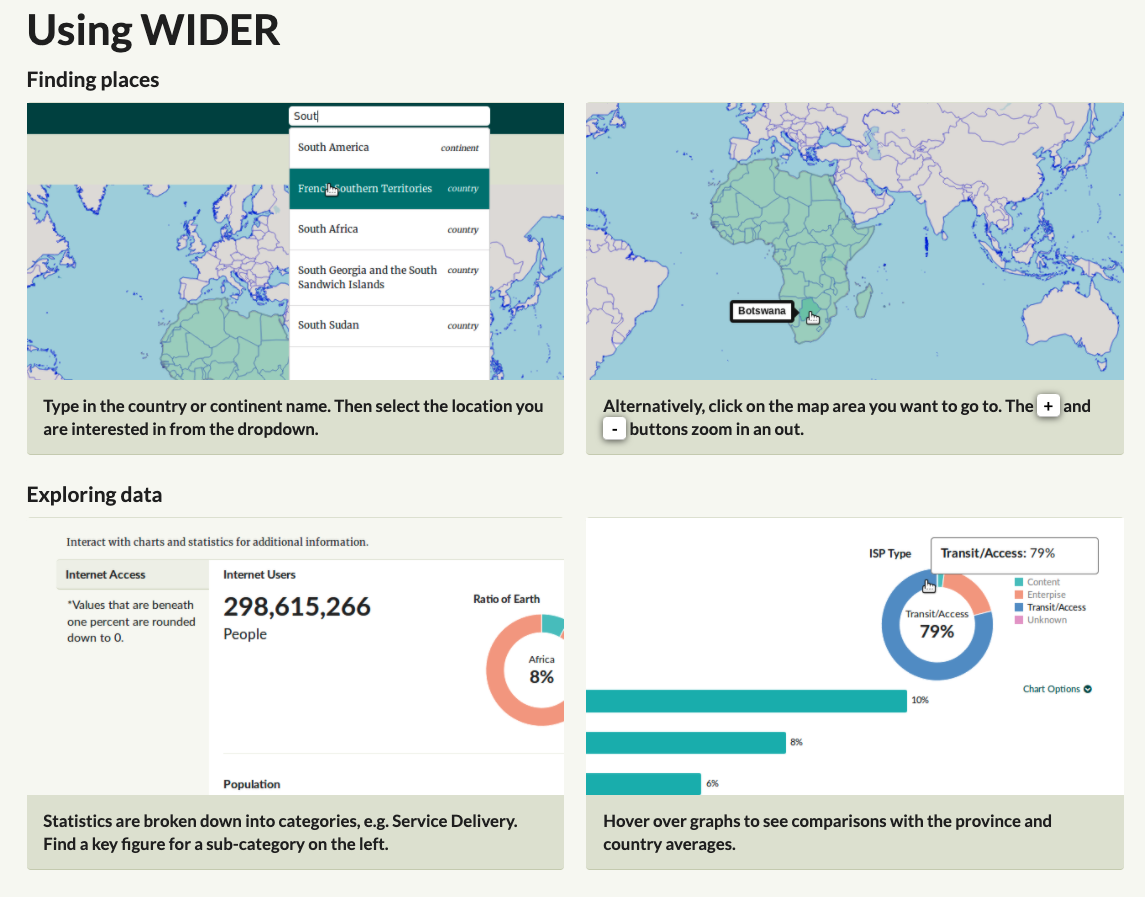 Using WIDER
Finding places
Sout
South America continent
French Southern Territories country
South Africa country
South Georgia and the South country
Sandwich Islands
South Sudan country
Botswana
Type in the country or continent name. Then select the location you
are interested in from the dropdown.
Alternatively, click on the map area you want to go to. The + and
- buttons zoom in an out.
Exploring data
Interact with charts and statistics for additional information.
Internet Access
*Values that are beneath
one percent are rounded
down to 0.
Internet Users
298,615,266
People
Ratio of Earth
Africa
8%
Population
ISP Type
Transit/Access: 79%
Content
Enterpise
Transit/Access
Unknown
Transit/Access
79%
Chart Options
10%
8%
6%
Statistics are broken down into categories, e.g. Service Delivery.
Find a key figure for a sub-category on the left.
Hover over graphs to see comparisons with the province and
country averages.